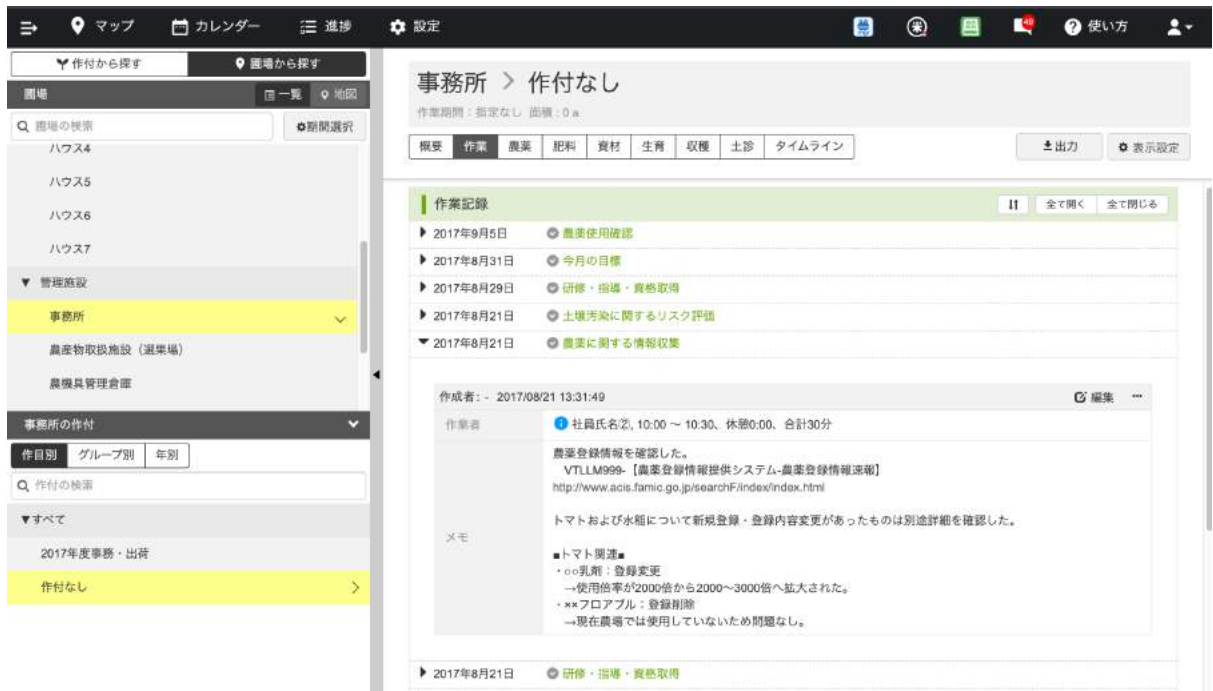 マップ
カレンダー
進捗
設定
49
使い方
作付から探す
圃場から探す
圃場
一覧
地図
圃場の検索
期間選択
ハウス4
ハウス5
ハウス6
ハウス7
▼ 管理施設
事務所
農産物取扱施設（選果場）
農機具管理倉庫
事務所の作付
作目別
グループ別
年別
作付の検索
▼すべて
2017年度事務・出荷
作付なし
事務所 > 作付なし
作業期間：指定なし 面積：0 a
概要 作業 農薬 肥料 資材 生育 収穫 土診 タイムライン
出力
表示設定
作業記録
全て開く
全て閉じる
2017年9月5日 農薬使用確認
2017年8月31日 今月の目標
2017年8月29日 研修・指導・資格取得
2017年8月21日 土壌汚染に関するリスク評価
2017年8月21日 農薬に関する情報収集
作成者： - 2017/08/21 13:31:49
編集 ···
作業者
社員氏名②, 10:00 ～ 10:30、休憩0:00、合計30分
メモ
農薬登録情報を確認した。
VTLLM999-【農薬登録情報提供システム-農薬登録情報速報】
http://www.acis.famic.go.jp/searchF/index/index.html
トマトおよび水稲について新規登録・登録内容変更があったものは別途詳細を確認した。
■トマト関連■
・○○乳剤：登録変更
→使用倍率が2000倍から2000～3000倍へ拡大された。
・××フロアブル：登録削除
→現在農場では使用していないため問題なし。
2017年8月21日 研修・指導・資格取得